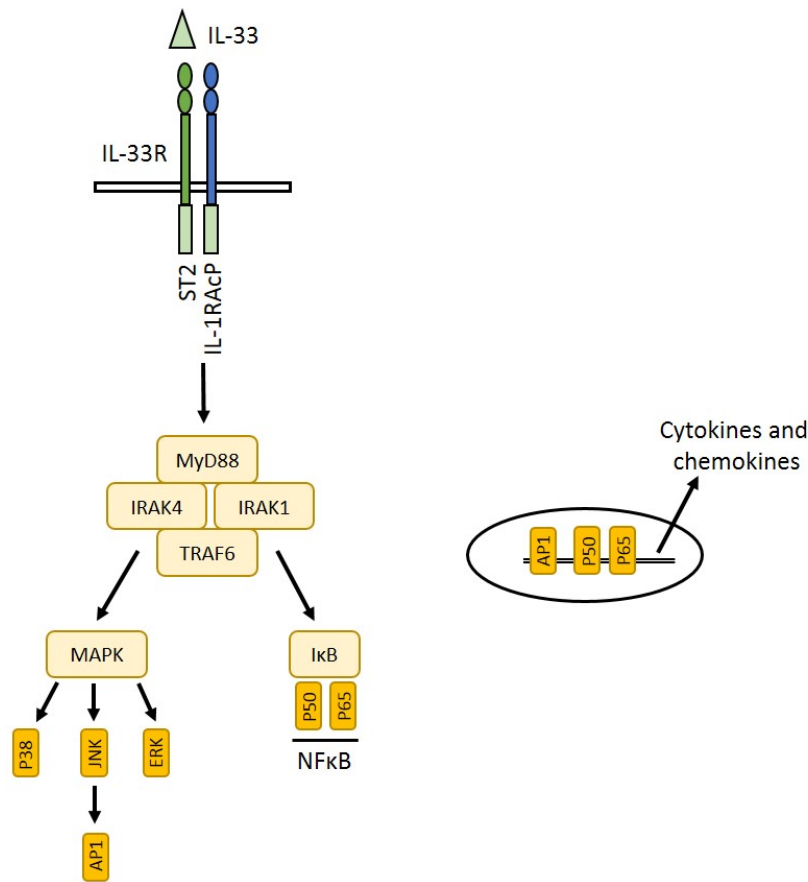 IL-33
IL-33R
ST2
IL-1RAcP
MyD88
IRAK4
IRAK1
TRAF6
MAPK
IκB
P38
JNK
ERK
P50
P65
NFκB
AP1
Cytokines and
chemokines
AP1
P50
P65